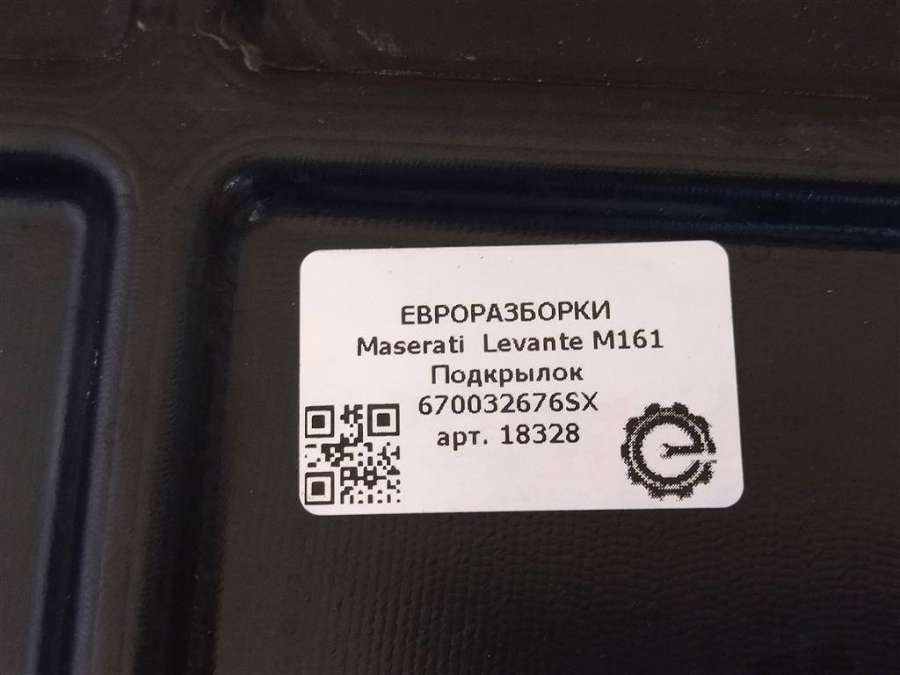 ЕВРОРАЗБОРКИ
Maserati Levante M161
Подкрылок
670032676SX
арт. 18328